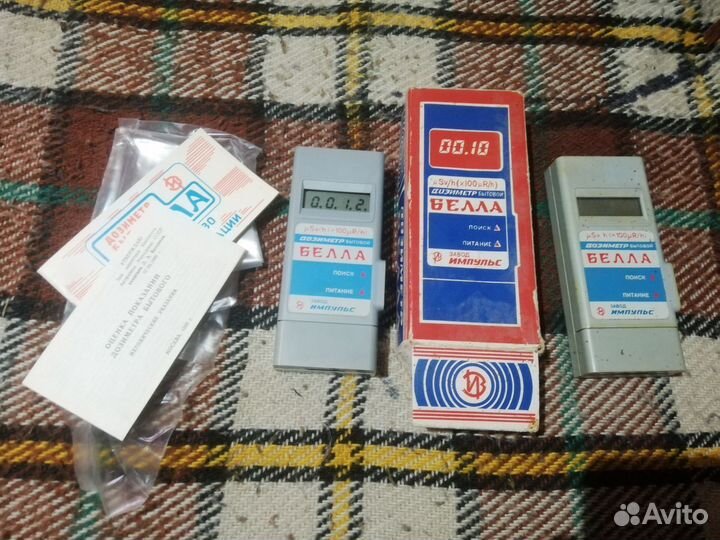 ДОЗИМЕТР
ЦИИ
ОЦЕНКА ПОКАЗАНИЙ
ДОЗИМЕТРА БЫТОВОГО
МОСКВА
0.0.1.2.
μSv/h(×100μR/h)
ДОЗИМЕТР БЫТОВОЙ
БЕЛЛА
ПОИСК
ПИТАНИЕ
ЗАВОД
ИМПУЛЬС
00.10
μSv/h(×100μR/h)
ДОЗИМЕТР БЫТОВОЙ
БЕЛЛА
ПОИСК
ПИТАНИЕ
ЗАВОД
ИМПУЛЬС
μSv/h(×100μR/h)
ДОЗИМЕТР БЫТОВОЙ
БЕЛЛА
ПОИСК
ПИТАНИЕ
ЗАВОД
ИМПУЛЬС
Avito